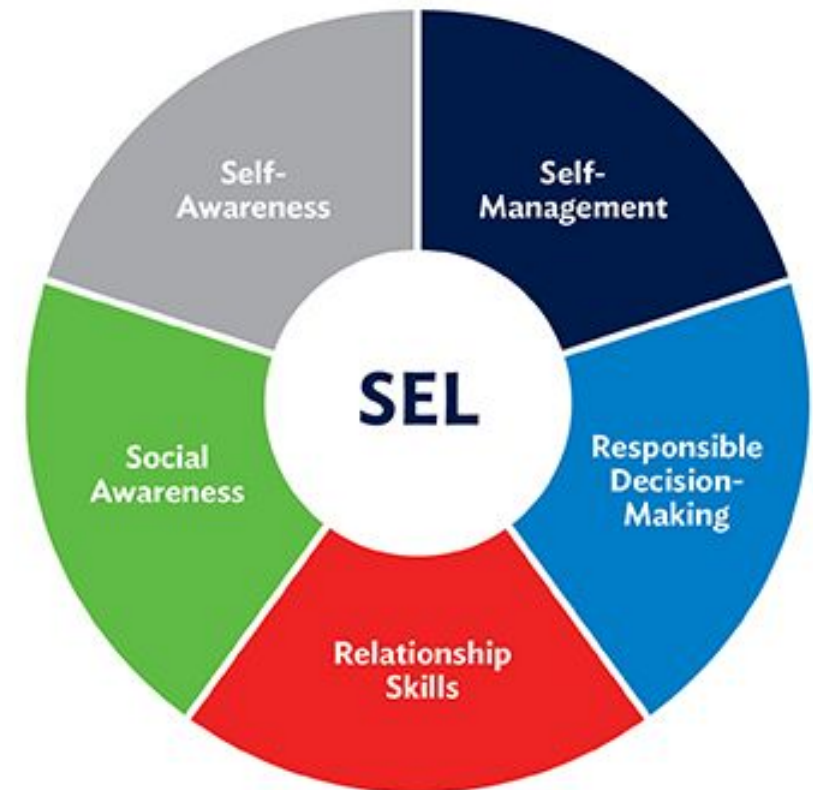 Self-
Awareness
Self-
Management
SEL
Social
Awareness
Responsible
Decision-
Making
Relationship
Skills